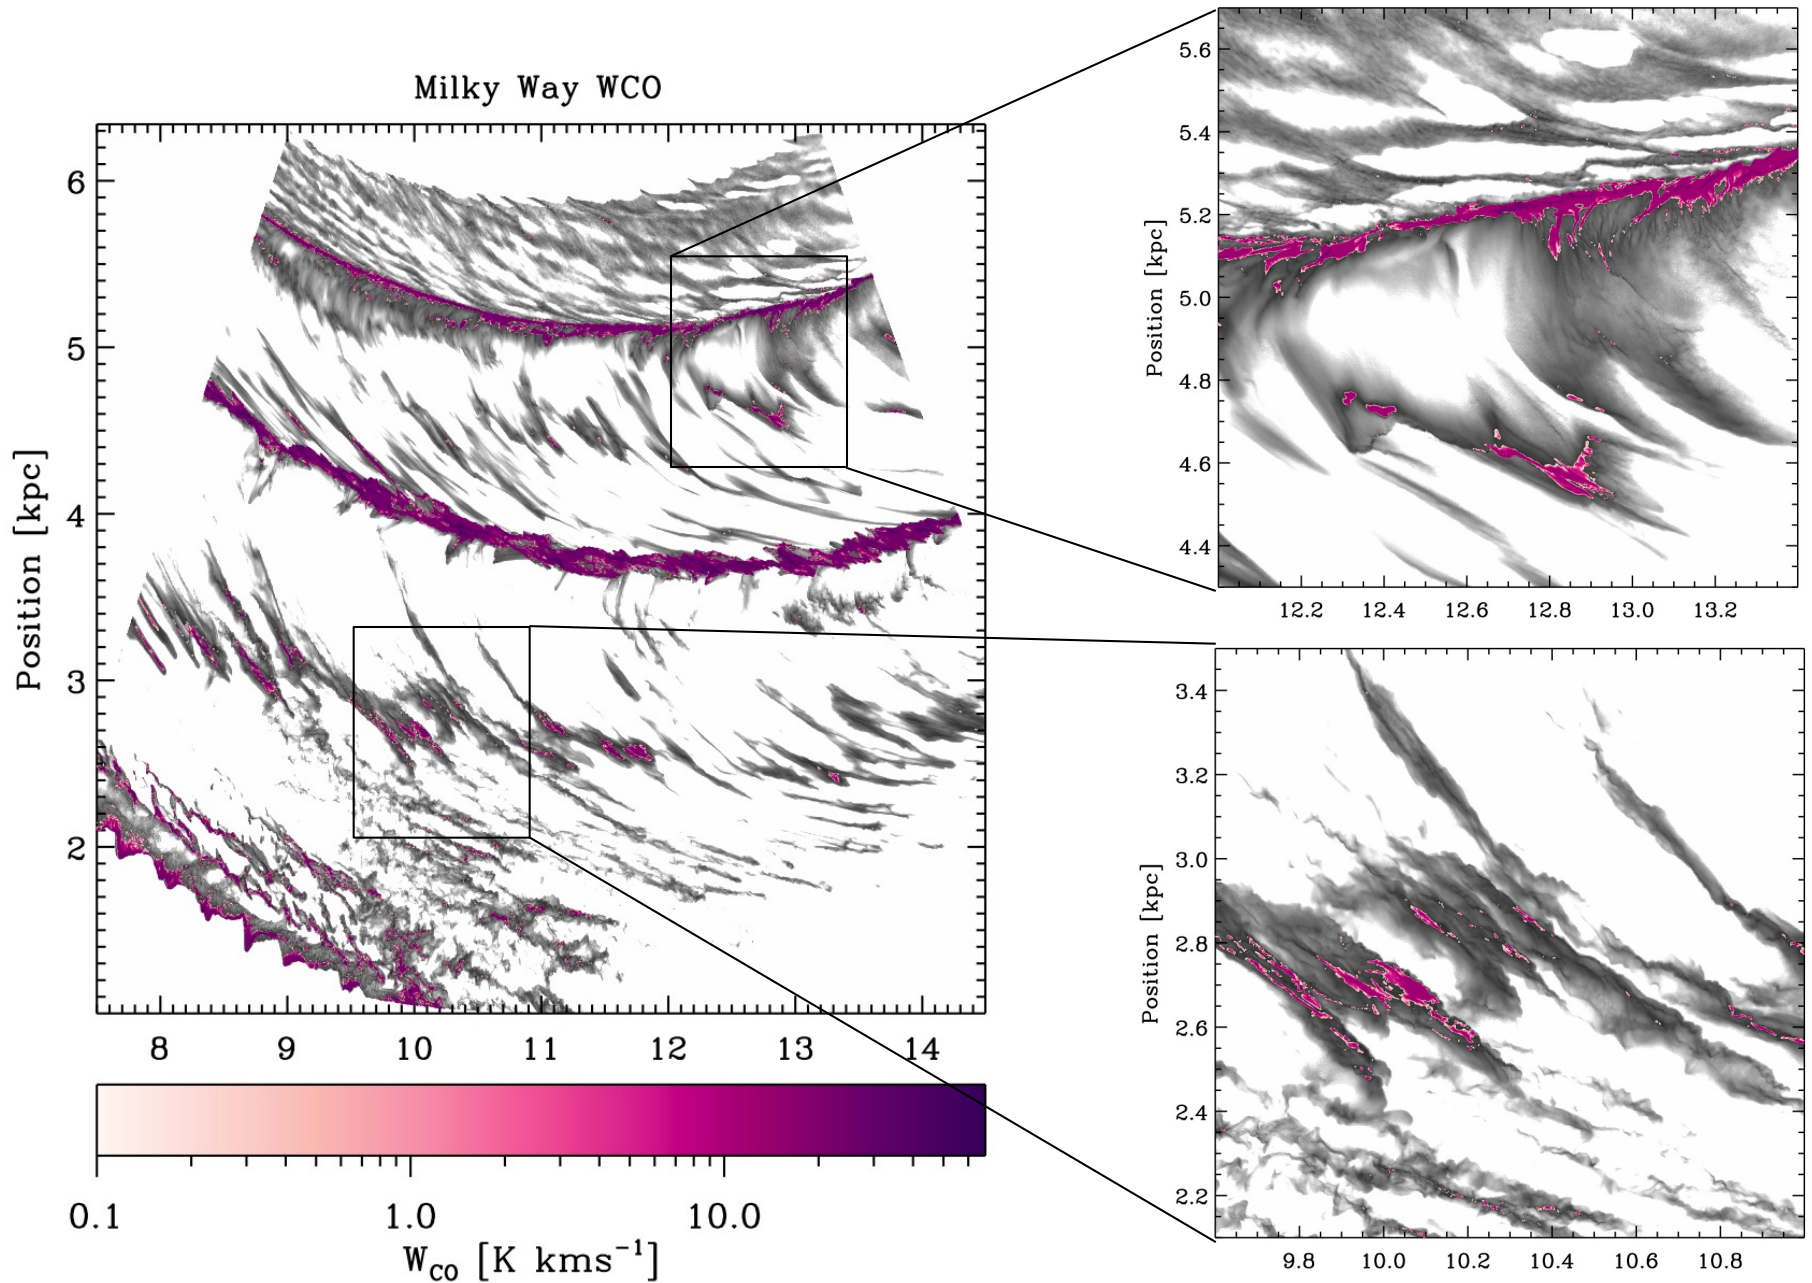 Milky Way WCO
Position [kpc]
6
5
4
3
2
8 9 10 11 12 13 14
0.1 1.0 10.0
W_CO [K kms⁻¹]
Position [kpc]
5.6
5.4
5.2
5.0
4.8
4.6
4.4
12.2 12.4 12.6 12.8 13.0 13.2
Position [kpc]
3.4
3.2
3.0
2.8
2.6
2.4
2.2
9.8 10.0 10.2 10.4 10.6 10.8